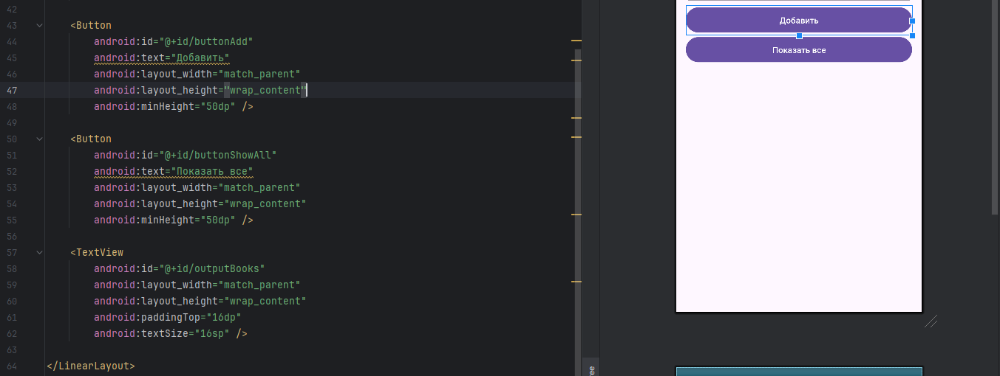 42
43 <Button
44 android:id="@+id/buttonAdd"
45 android:text="Добавить"
46 android:layout_width="match_parent"
47 android:layout_height="wrap_content"
48 android:minHeight="50dp" />
49
50 <Button
51 android:id="@+id/buttonShowAll"
52 android:text="Показать все"
53 android:layout_width="match_parent"
54 android:layout_height="wrap_content"
55 android:minHeight="50dp" />
56
57 <TextView
58 android:id="@+id/outputBooks"
59 android:layout_width="match_parent"
60 android:layout_height="wrap_content"
61 android:paddingTop="16dp"
62 android:textSize="16sp" />
63
64 </LinearLayout>
Добавить
Показать все
ee